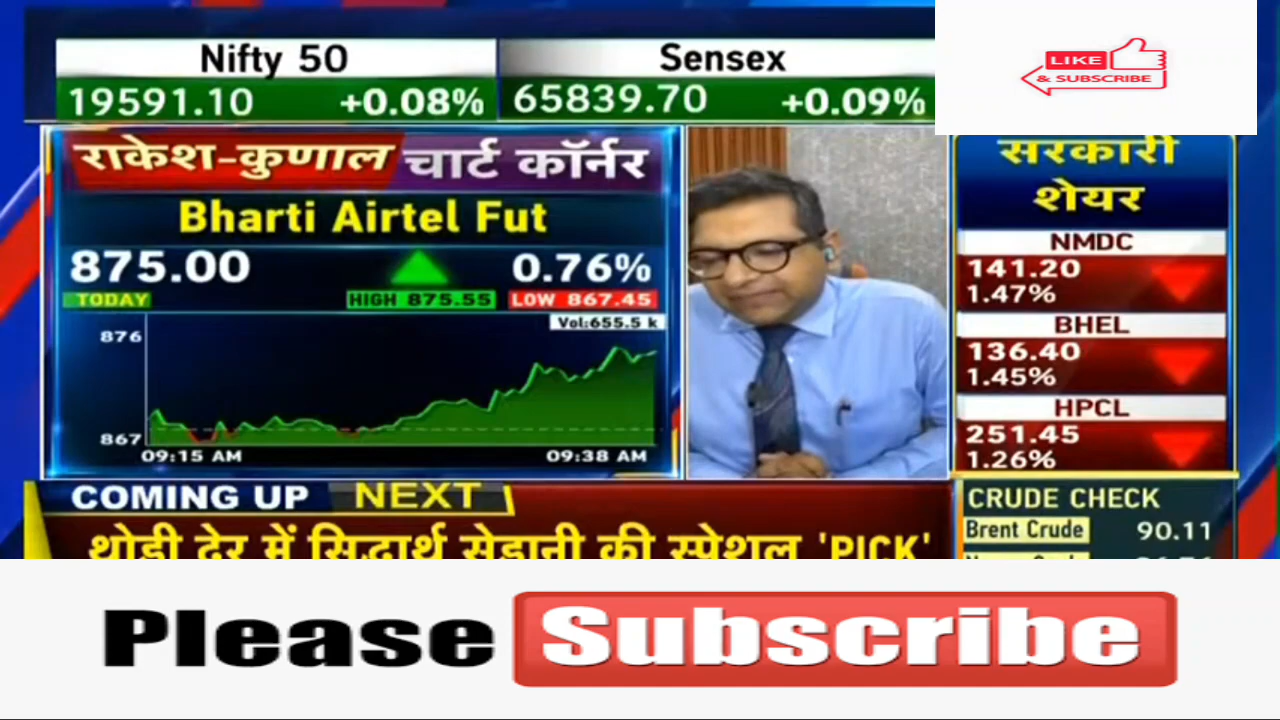 Nifty 50
19591.10 +0.08%
Sensex
65839.70 +0.09%
LIKE
& SUBSCRIBE
राकेश-कुणाल चार्ट कॉर्नर
Bharti Airtel Fut
875.00 0.76%
TODAY HIGH 875.55 LOW 867.45
Vol:655.5 k
876
867
09:15 AM 09:38 AM
सरकारी
शेयर
NMDC
141.20
1.47%
BHEL
136.40
1.45%
HPCL
251.45
1.26%
COMING UP NEXT
थोड़ी देर में सिद्धार्थ सेडानी की स्पेशल 'PICK'
CRUDE CHECK
Brent Crude 90.11
Please Subscribe